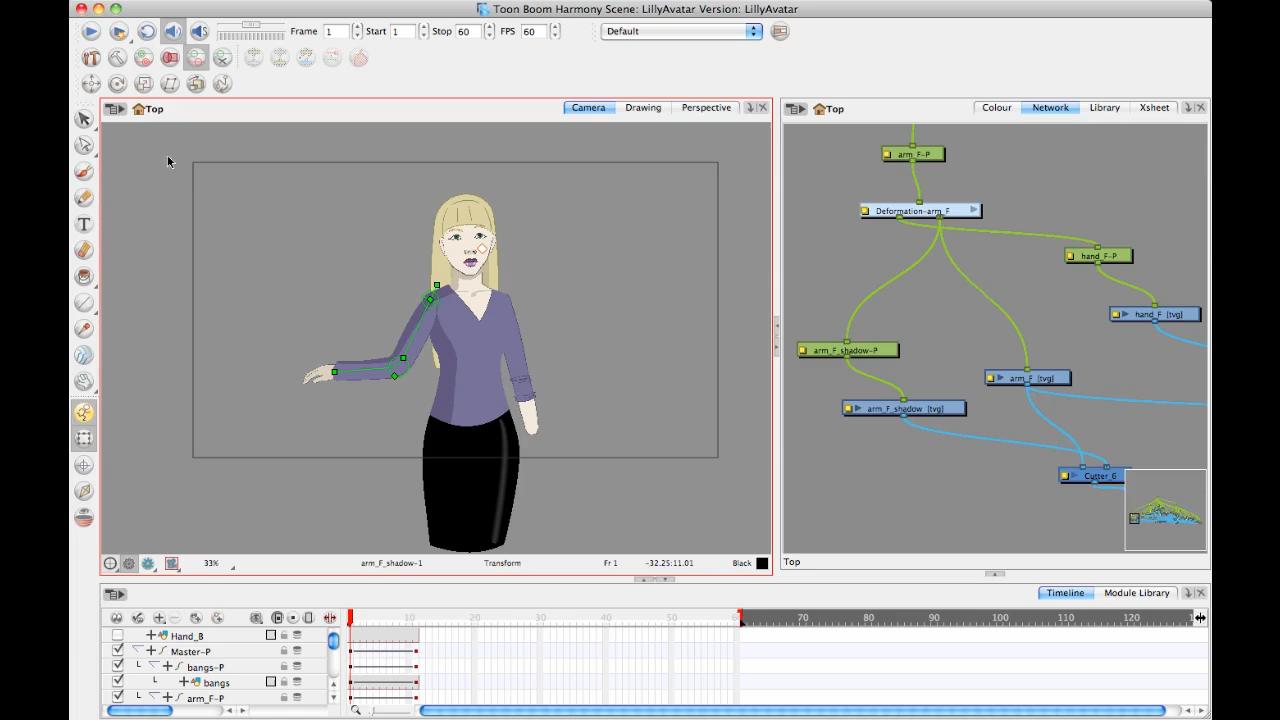 Toon Boom Harmony Scene: LillyAvatar Version: LillyAvatar
Frame 1 Start 1 Stop 60 FPS 60 Default
Top Camera Drawing Perspective
Top Colour Network Library Xsheet
arm_F-P
Deformation-arm_F
hand_F-P
hand_F [tvg]
arm_F_shadow-P
arm_F [tvg]
arm_F_shadow [tvg]
Cutter_6
33% arm_F_shadow-1 Transform Fr 1 -32.25:11.01 Black
Top
Timeline Module Library
10 20 30 40 50 60 70 80 90 100 110 120
Hand_B
Master-P
bangs-P
bangs
arm_F-P